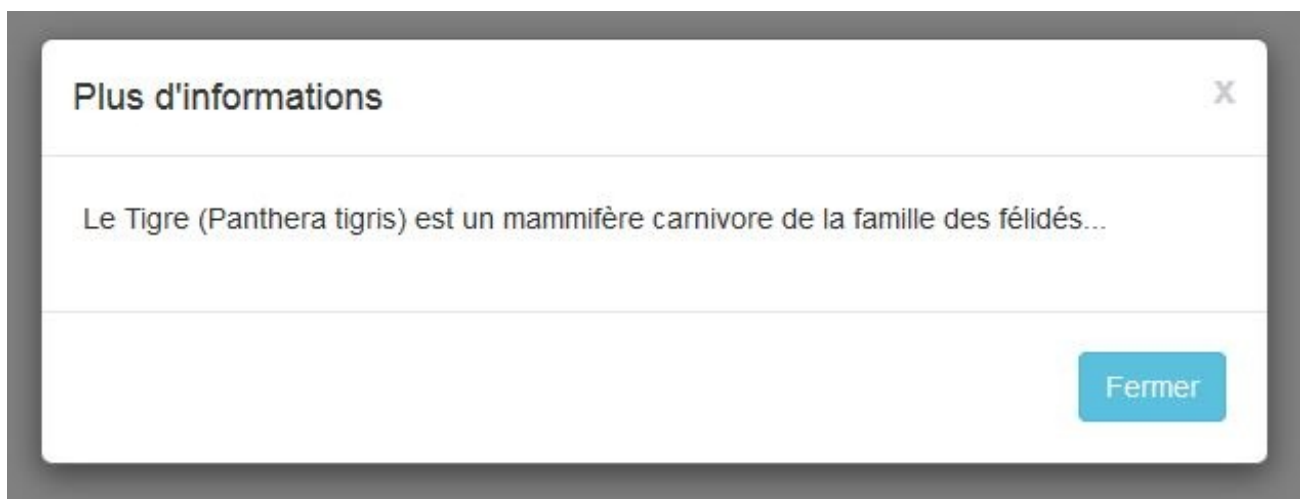 Plus d'informations
x
Le Tigre (Panthera tigris) est un mammifère carnivore de la famille des félidés...
Fermer